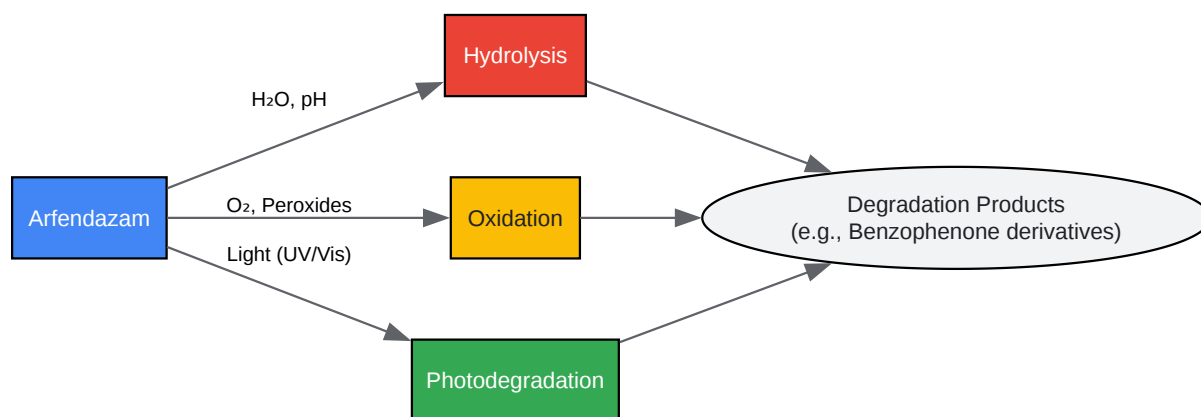 Hydrolysis
H₂O, pH
Arfendazam
O₂, Peroxides
Oxidation
Degradation Products
(e.g., Benzophenone derivatives)
Light (UV/Vis)
Photodegradation